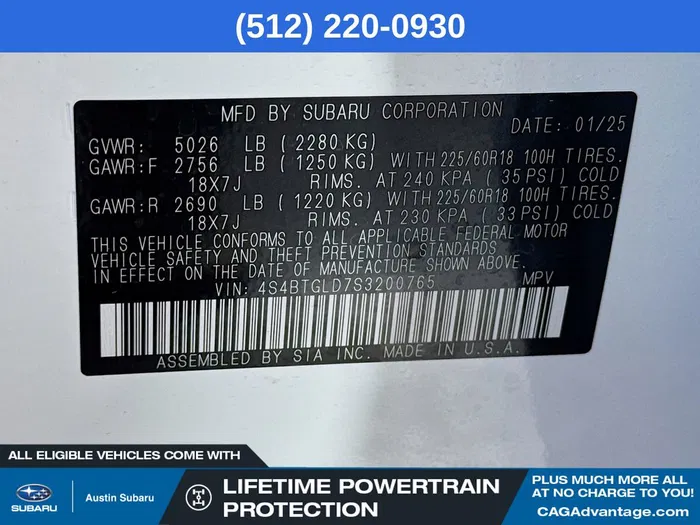 (512) 220-0930
MFD BY SUBARU CORPORATION
DATE: 01/25
GVWR: 5026 LB ( 2280 KG)
GAWR:F 2756 LB ( 1250 KG) WITH 225/60R18 100H TIRES.
18X7J RIMS. AT 240 KPA ( 35 PSI) COLD
GAWR:R 2690 LB ( 1220 KG) WITH 225/60R18 100H TIRES.
18X7J RIMS. AT 230 KPA ( 33 PSI) COLD
THIS VEHICLE CONFORMS TO ALL APPLICABLE FEDERAL MOTOR
VEHICLE SAFETY AND THEFT PREVENTION STANDARDS
IN EFFECT ON THE DATE OF MANUFACTURE SHOWN ABOVE.
VIN: 4S4BTGLD7S3200765 MPV
ASSEMBLED BY SIA INC. MADE IN U.S.A.
ALL ELIGIBLE VEHICLES COME WITH
SUBARU
Austin Subaru
LIFETIME POWERTRAIN
PROTECTION
PLUS MUCH MORE ALL
AT NO CHARGE TO YOU!
CAGAdvantage.com